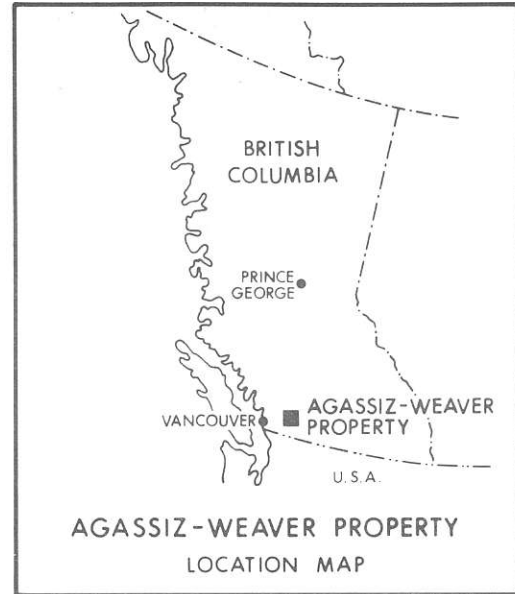 BRITISH
COLUMBIA
PRINCE
GEORGE
VANCOUVER
AGASSIZ-WEAVER
PROPERTY
U.S.A.
AGASSIZ-WEAVER PROPERTY
LOCATION MAP